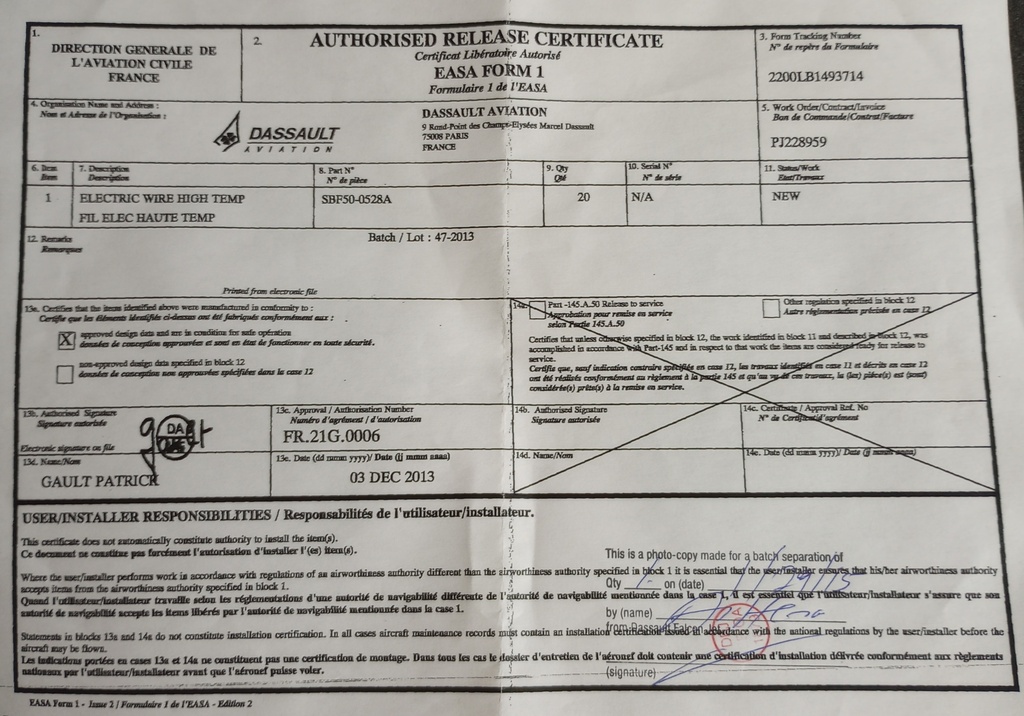 1.
DIRECTION GENERALE DE
L'AVIATION CIVILE
FRANCE
2.
AUTHORISED RELEASE CERTIFICATE
Certificat Libératoire Autorisé
EASA FORM 1
Formulaire 1 de l'EASA
3. Form Tracking Number
N° de repère du Formulaire
2200LB1493714
4. Organisation Name and Address :
Nom et Adresse de l'Organisation :
DASSAULT
AVIATION
DASSAULT AVIATION
9 Rond-Point des Champs-Elysées Marcel Dassault
75008 PARIS
FRANCE
5. Work Order/Contract/Invoice
Bon de Commande/Contrat/Facture
PJ228959
6. Item
Item
7. Description
Description
8. Part N°
N° de pièce
9. Qty
Qté
10. Serial N°
N° de série
11. Status/Work
Etat/Travaux
1
ELECTRIC WIRE HIGH TEMP
FIL ELEC HAUTE TEMP
SBF50-0528A
20
N/A
NEW
12. Remarks
Remarques
Batch / Lot : 47-2013
Printed from electronic file
13a. Certifies that the items identified above were manufactured in conformity to :
Certifie que les éléments identifiés ci-dessus ont été fabriqués conformément aux :
X approved design data and are in condition for safe operation
données de conception approuvées et sont en état de fonctionner en toute sécurité.
non-approved design data specified in block 12
données de conception non approuvées spécifiées dans la case 12
14a. Part -145.A.50 Release to service
Approbation pour remise en service
selon Partie 145.A.50
Other regulation specified in block 12
Autre réglementation précisée en case 12
Certifies that unless otherwise specified in block 12, the work identified in block 11 and described in block 12, was
accomplished in accordance with Part-145 and in respect to that work the items are considered ready for release to
service.
Certifie que, sauf indication contraire spécifiée en case 12, les travaux identifiés en case 11 et décrits en case 12
ont été réalisés conformément au règlement à la partie 145 et qu'au vu de ces travaux, la (les) pièce(s) est (sont)
considérée(s) prête(s) à la remise en service.
13b. Authorised Signature
Signature autorisée
Electronic signature on file
DA
13c. Approval / Authorisation Number
Numéro d'agrément / d'autorisation
FR.21G.0006
14b. Authorised Signature
Signature autorisée
14c. Certificate / Approval Ref. No
N° de Certificat/d'agrément
13d. Name/Nom
GAULT PATRICK
13e. Date (dd mmm yyyy)/ Date (jj mmm aaaa)
03 DEC 2013
14d. Name/Nom
14e. Date (dd mmm yyyy)/ Date (jj mmm aaaa)
USER/INSTALLER RESPONSIBILITIES / Responsabilités de l'utilisateur/installateur.
This certificate does not automatically constitute authority to install the item(s).
Ce document ne constitue pas forcément l'autorisation d'installer l'(es) item(s).
This is a photo-copy made for a batch separation of
Where the user/installer performs work in accordance with regulations of an airworthiness authority different than the airworthiness authority specified in block 1 it is essential that the user/installer ensures that his/her airworthiness authority
accepts items from the airworthiness authority specified in block 1.
Qty on (date)
Quand l'utilisateur/installateur travaille selon les réglementations d'une autorité de navigabilité différente de l'autorité de navigabilité mentionnée dans la case 1, il est essentiel que l'utilisateur/installateur s'assure que son
autorité de navigabilité accepte les items libérés par l'autorité de navigabilité mentionnée dans la case 1.
by (name)
from Dassault Falcon
Statements in blocks 13a and 14a do not constitute installation certification. In all cases aircraft maintenance records must contain an installation certification issued in accordance with the national regulations by the user/installer before the
aircraft may be flown.
Les indications portées en cases 13a et 14a ne constituent pas une certification de montage. Dans tous les cas le dossier d'entretien de l'aéronef doit contenir une certification d'installation délivrée conformément aux règlements
nationaux par l'utilisateur/installateur avant que l'aéronef puisse voler.
(signature)
EASA Form 1 - Issue 2 / Formulaire 1 de l'EASA - Edition 2